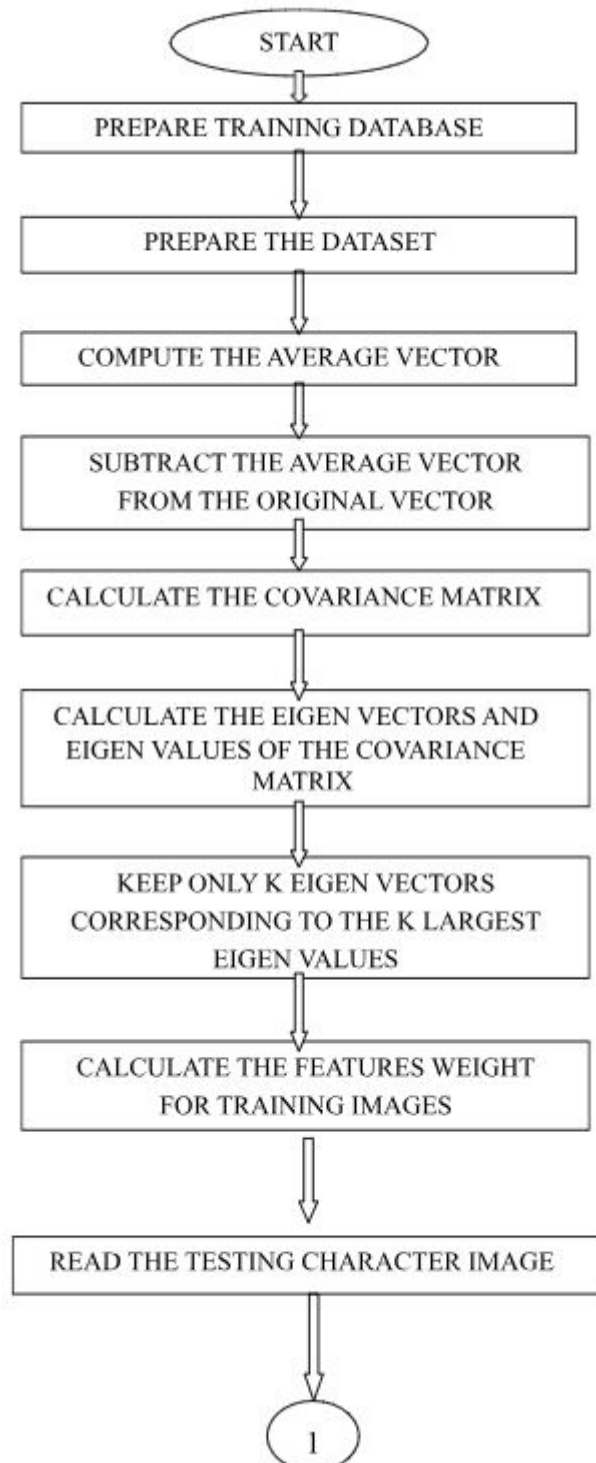 START
PREPARE TRAINING DATABASE
PREPARE THE DATASET
COMPUTE THE AVERAGE VECTOR
SUBTRACT THE AVERAGE VECTOR
FROM THE ORIGINAL VECTOR
CALCULATE THE COVARIANCE MATRIX
CALCULATE THE EIGEN VECTORS AND
EIGEN VALUES OF THE COVARIANCE
MATRIX
KEEP ONLY K EIGEN VECTORS
CORRESPONDING TO THE K LARGEST
EIGEN VALUES
CALCULATE THE FEATURES WEIGHT
FOR TRAINING IMAGES
READ THE TESTING CHARACTER IMAGE
1